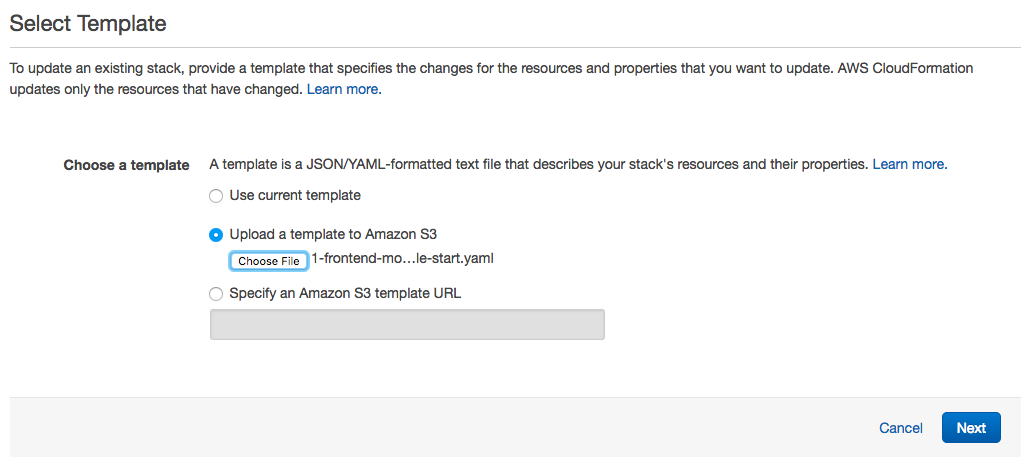 Select Template
To update an existing stack, provide a template that specifies the changes for the resources and properties that you want to update. AWS CloudFormation
updates only the resources that have changed. Learn more.
Choose a template A template is a JSON/YAML-formatted text file that describes your stack's resources and their properties. Learn more.
Use current template
Upload a template to Amazon S3
Choose File 1-frontend-mo...le-start.yaml
Specify an Amazon S3 template URL
Cancel Next